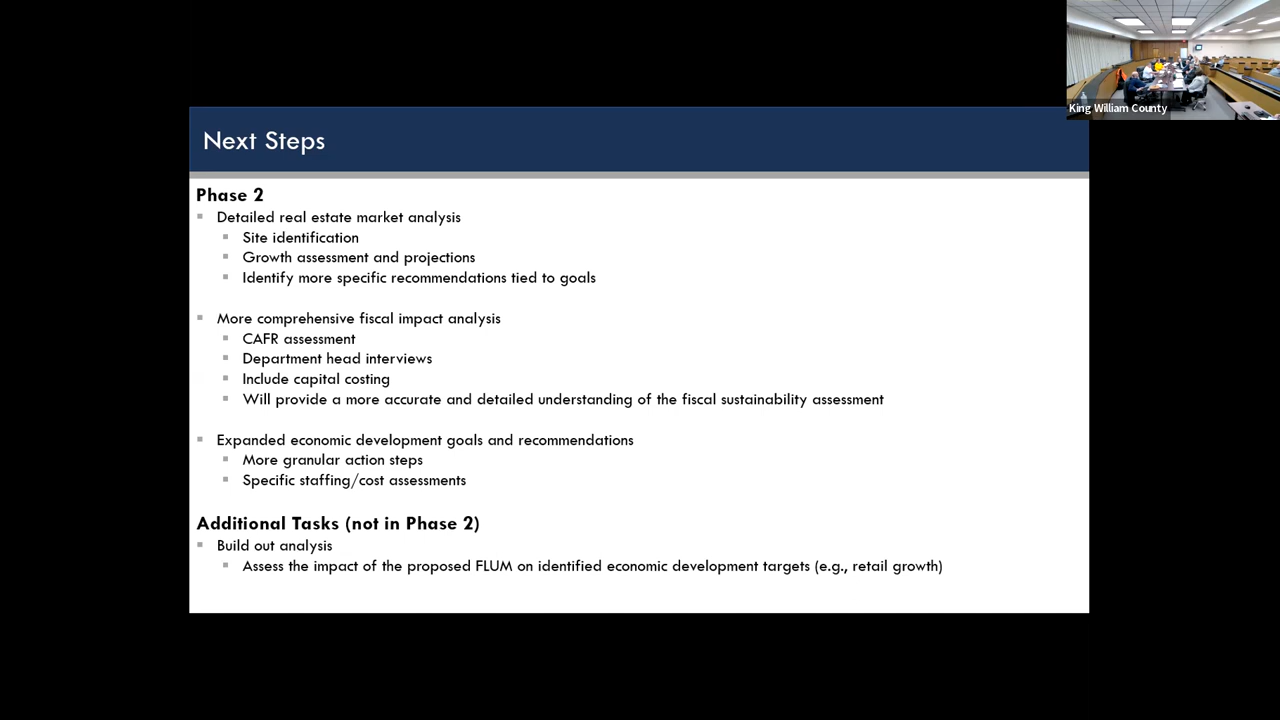 King William County
Next Steps
Phase 2
Detailed real estate market analysis
Site identification
Growth assessment and projections
Identify more specific recommendations tied to goals
More comprehensive fiscal impact analysis
CAFR assessment
Department head interviews
Include capital costing
Will provide a more accurate and detailed understanding of the fiscal sustainability assessment
Expanded economic development goals and recommendations
More granular action steps
Specific staffing/cost assessments
Additional Tasks (not in Phase 2)
Build out analysis
Assess the impact of the proposed FLUM on identified economic development targets (e.g., retail growth)